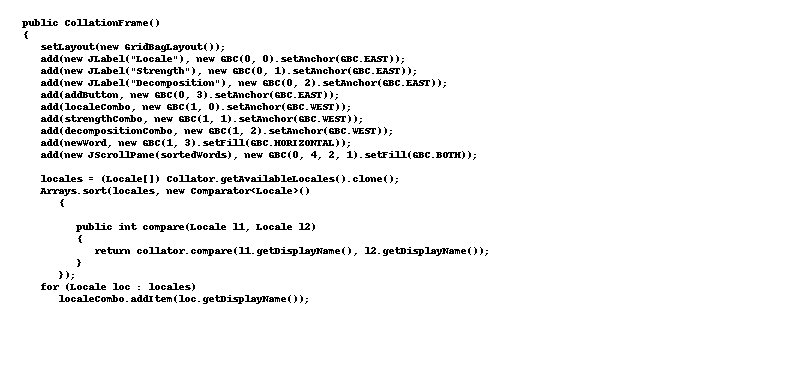 public CollationFrame()
{
setLayout(new GridBagLayout());
add(new JLabel("Locale"), new GBC(0, 0).setAnchor(GBC.EAST));
add(new JLabel("Strength"), new GBC(0, 1).setAnchor(GBC.EAST));
add(new JLabel("Decomposition"), new GBC(0, 2).setAnchor(GBC.EAST));
add(addButton, new GBC(0, 3).setAnchor(GBC.EAST));
add(localeCombo, new GBC(1, 0).setAnchor(GBC.WEST));
add(strengthCombo, new GBC(1, 1).setAnchor(GBC.WEST));
add(decompositionCombo, new GBC(1, 2).setAnchor(GBC.WEST));
add(newWord, new GBC(1, 3).setFill(GBC.HORIZONTAL));
add(new JScrollPane(sortedWords), new GBC(0, 4, 2, 1).setFill(GBC.BOTH));
locales = (Locale[]) Collator.getAvailableLocales().clone();
Arrays.sort(locales, new Comparator<Locale>()
{
public int compare(Locale l1, Locale l2)
{
return collator.compare(l1.getDisplayName(), l2.getDisplayName());
}
});
for (Locale loc : locales)
localeCombo.addItem(loc.getDisplayName());